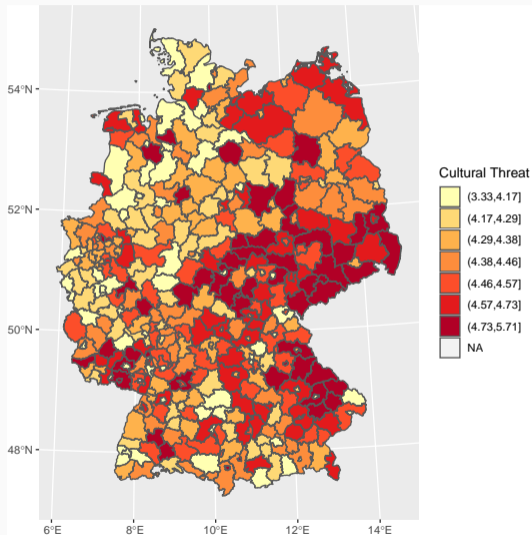 54°N
52°N
50°N
48°N
6°E 8°E 10°E 12°E 14°E
Cultural Threat
(3.33,4.17]
(4.17,4.29]
(4.29,4.38]
(4.38,4.46]
(4.46,4.57]
(4.57,4.73]
(4.73,5.71]
NA